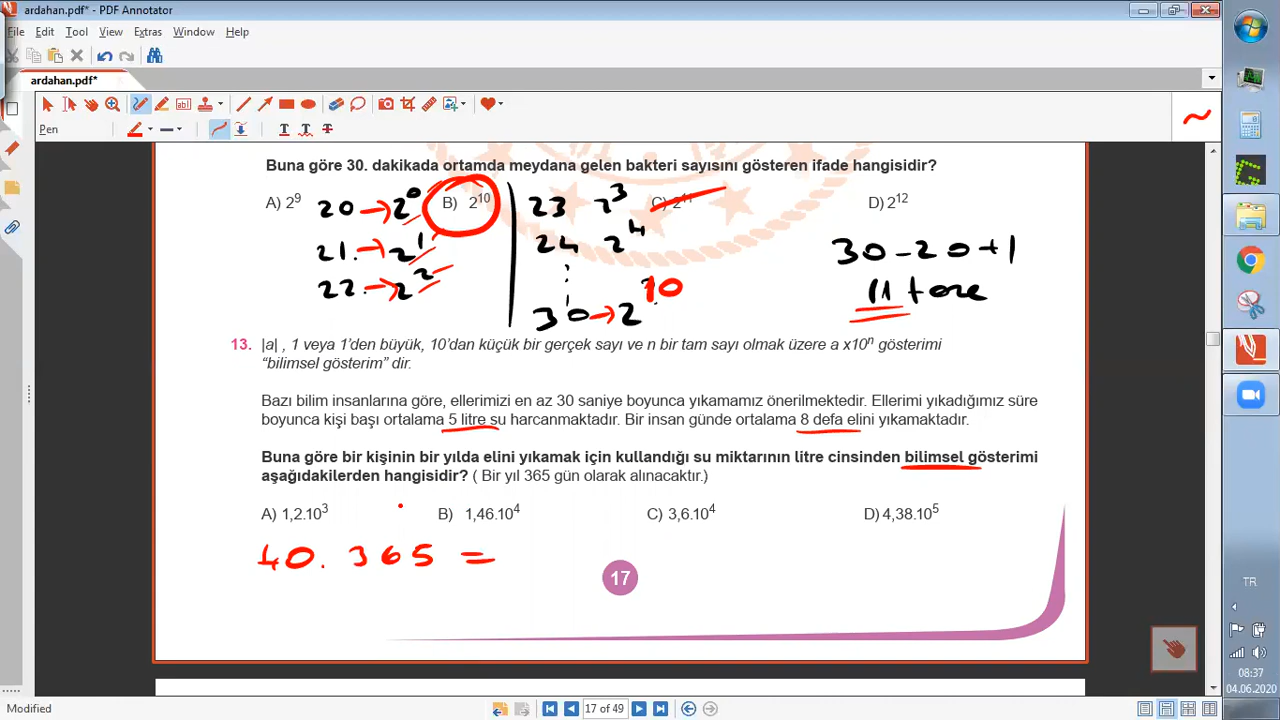 ardahan.pdf* - PDF Annotator
File Edit Tool View Extras Window Help
ardahan.pdf*
Pen
Buna göre 30. dakikada ortamda meydana gelen bakteri sayısını gösteren ifade hangisidir?
A) 2⁹ B) 2¹⁰ C) 2¹¹ D) 2¹²
20 → 2⁰
21. → 2¹
22. → 2²
23 2³
24 2⁴
30 → 2¹⁰
30 - 20 + 1
11 tane
13. |a| , 1 veya 1'den büyük, 10'dan küçük bir gerçek sayı ve n bir tam sayı olmak üzere a x10ⁿ gösterimi
"bilimsel gösterim" dir.
Bazı bilim insanlarına göre, ellerimizi en az 30 saniye boyunca yıkamamız önerilmektedir. Ellerimi yıkadığımız süre
boyunca kişi başı ortalama 5 litre su harcanmaktadır. Bir insan günde ortalama 8 defa elini yıkamaktadır.
Buna göre bir kişinin bir yılda elini yıkamak için kullandığı su miktarının litre cinsinden bilimsel gösterimi
aşağıdakilerden hangisidir? ( Bir yıl 365 gün olarak alınacaktır.)
A) 1,2.10³ B) 1,46.10⁴ C) 3,6.10⁴ D) 4,38.10⁵
40. 365 =
17
TR
08:37
04.06.2020
Modified
17 of 49